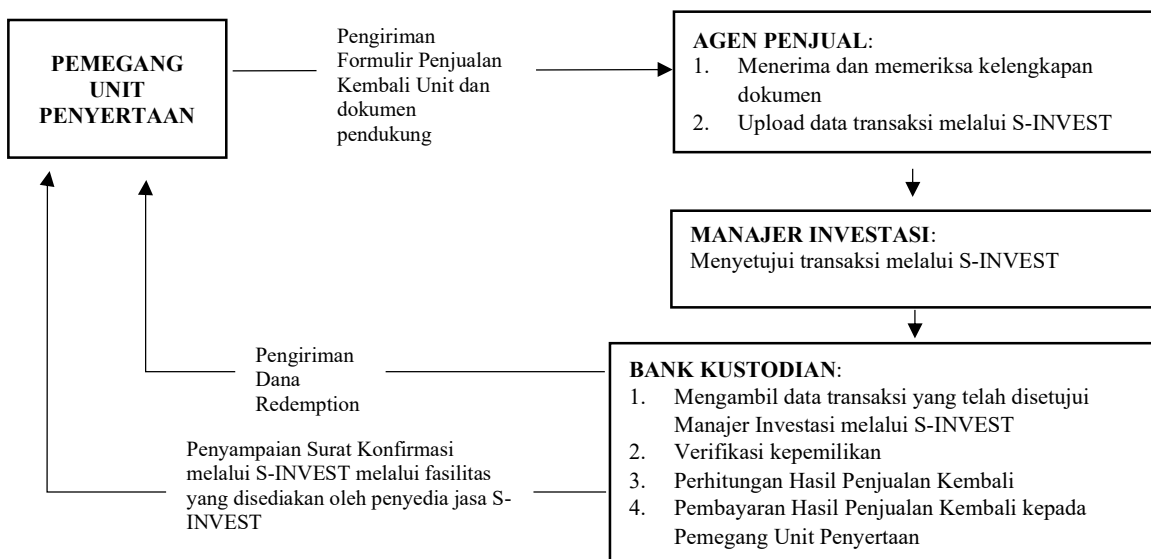 PEMEGANG
UNIT
PENYERTAAN
Pengiriman
Formulir Penjualan
Kembali Unit dan
dokumen
pendukung
AGEN PENJUAL:
1. Menerima dan memeriksa kelengkapan
dokumen
2. Upload data transaksi melalui S-INVEST
MANAJER INVESTASI:
Menyetujui transaksi melalui S-INVEST
BANK KUSTODIAN:
1. Mengambil data transaksi yang telah disetujui
Manajer Investasi melalui S-INVEST
2. Verifikasi kepemilikan
3. Perhitungan Hasil Penjualan Kembali
4. Pembayaran Hasil Penjualan Kembali kepada
Pemegang Unit Penyertaan
Pengiriman
Dana
Redemption
Penyampaian Surat Konfirmasi
melalui S-INVEST melalui fasilitas
yang disediakan oleh penyedia jasa S-
INVEST